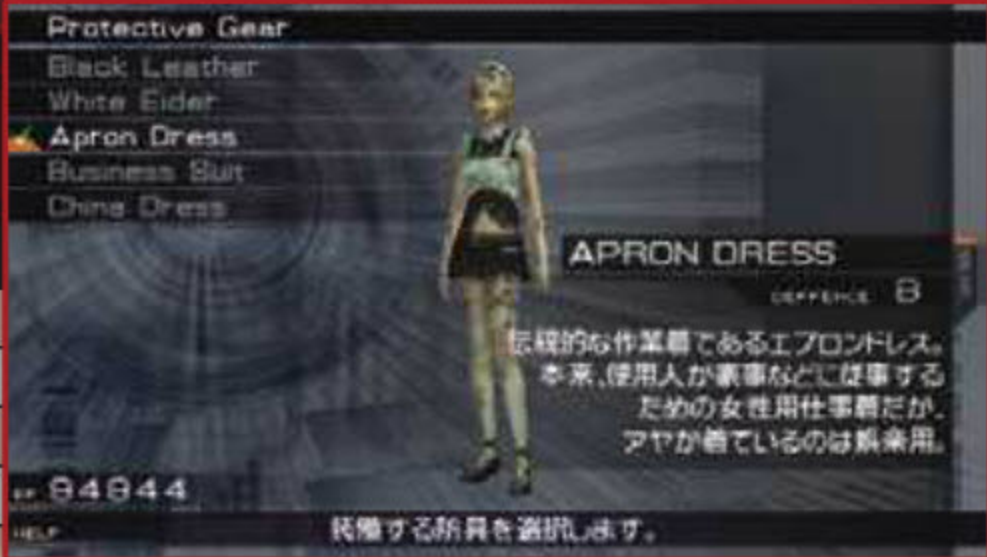 Protective Gear
Black Leather
White Eider
Apron Dress
Business Suit
China Dress
APRON DRESS
DEFFENCE 8
伝統的な作業着であるエプロンドレス。
本来、使用人が家事などに従事する
ための女性用仕事着だが、
アヤが着ているのは娯楽用。
BP 94844
HELP
装備する防具を選択します。